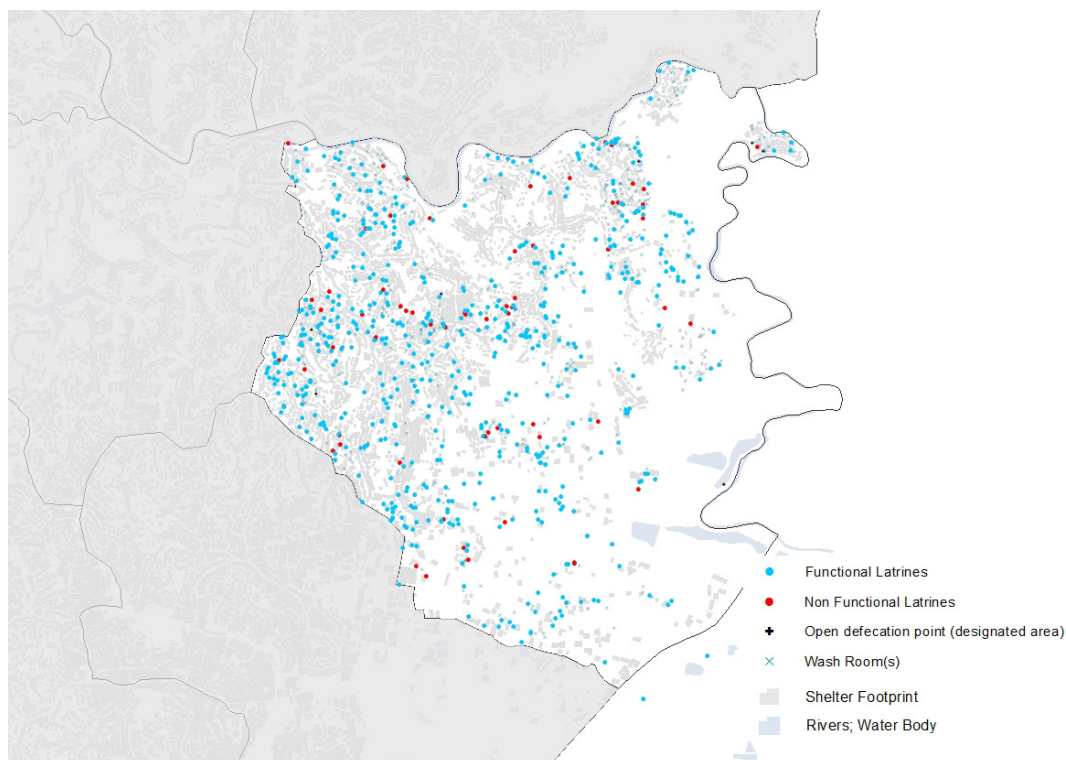 Functional Latrines
Non Functional Latrines
Open defecation point (designated area)
Wash Room(s)
Shelter Footprint
Rivers; Water Body